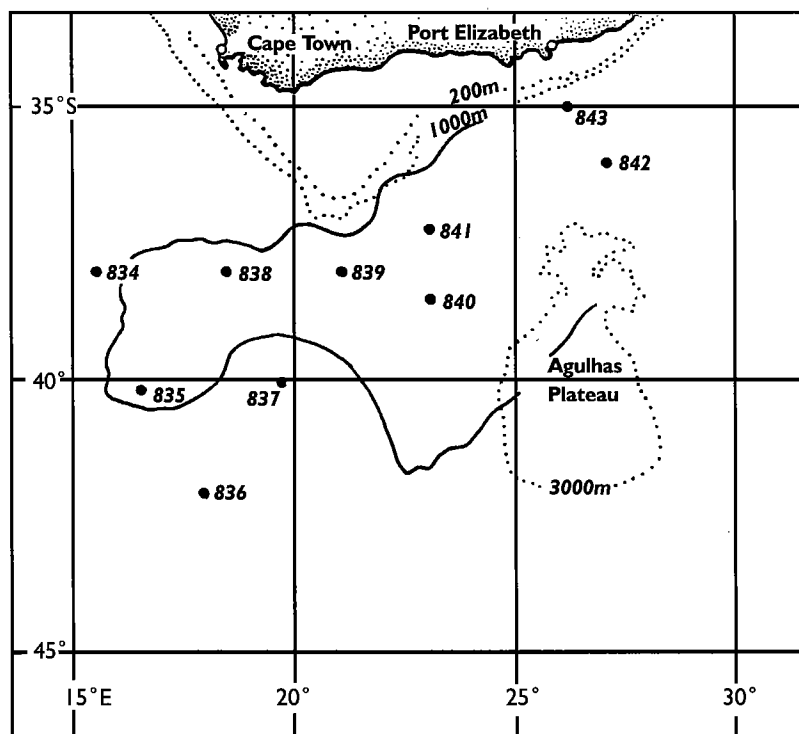 Port Elizabeth
Cape Town
200m
35°S
1000m
843
842
841
834
838
839
840
Agulhas
Plateau
40°
835
837
3000m
836
45°
15°E
20°
25°
30°